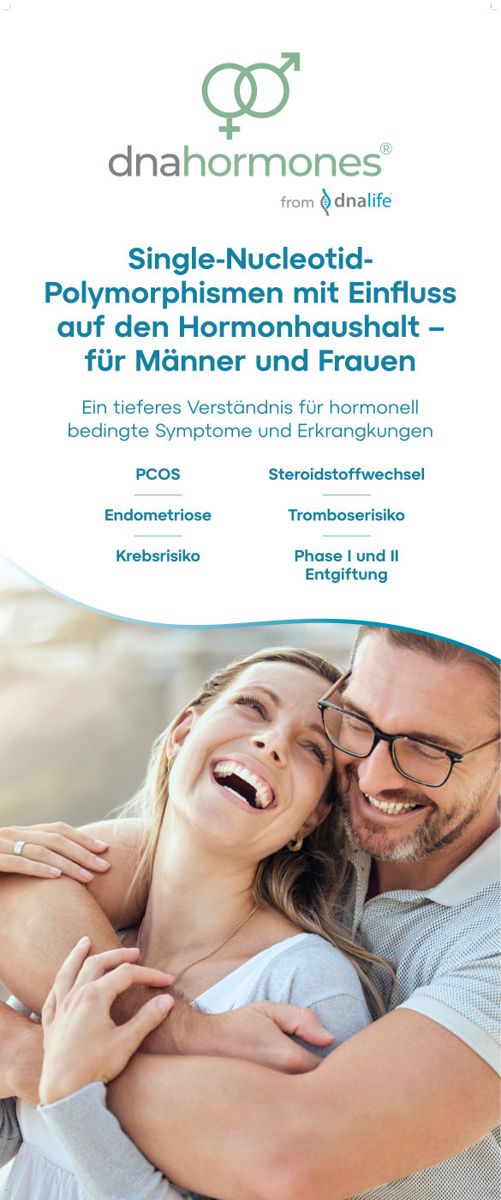 dnahormones®
from dnalife
Single-Nucleotid-
Polymorphismen mit Einfluss
auf den Hormonhaushalt –
für Männer und Frauen
Ein tieferes Verständnis für hormonell
bedingte Symptome und Erkrangkungen
PCOS
Steroidstoffwechsel
Endometriose
Tromboserisiko
Krebsrisiko
Phase I und II
Entgiftung